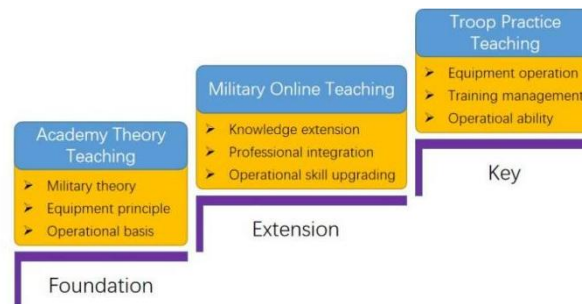 Academy Theory
Teaching
➤ Military theory
➤ Equipment principle
➤ Operational basis
Foundation
Military Online Teaching
➤ Knowledge extension
➤ Professional integration
➤ Operational skill upgrading
Extension
Troop Practice
Teaching
➤ Equipment operation
➤ Training management
➤ Operatioal ability
Key